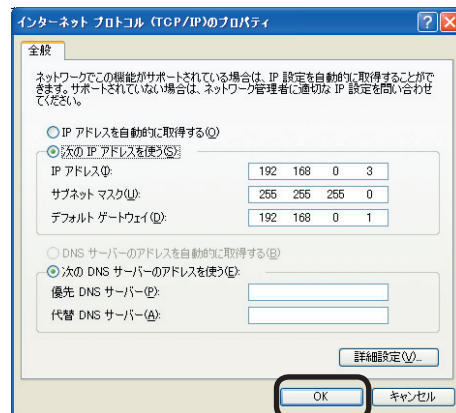 インターネット プロトコル (TCP/IP)のプロパティ
全般
ネットワークでこの機能がサポートされている場合は、IP 設定を自動的に取得することがで
きます。サポートされていない場合は、ネットワーク管理者に適切な IP 設定を問い合わせ
てください。
IP アドレスを自動的に取得する(O)
次の IP アドレスを使う(S):
IP アドレス(I): 192 168 0 3
サブネット マスク(U): 255 255 255 0
デフォルト ゲートウェイ(D): 192 168 0 1
DNS サーバーのアドレスを自動的に取得する(B)
次の DNS サーバーのアドレスを使う(E):
優先 DNS サーバー(P):
代替 DNS サーバー(A):
詳細設定(V)...
OK キャンセル